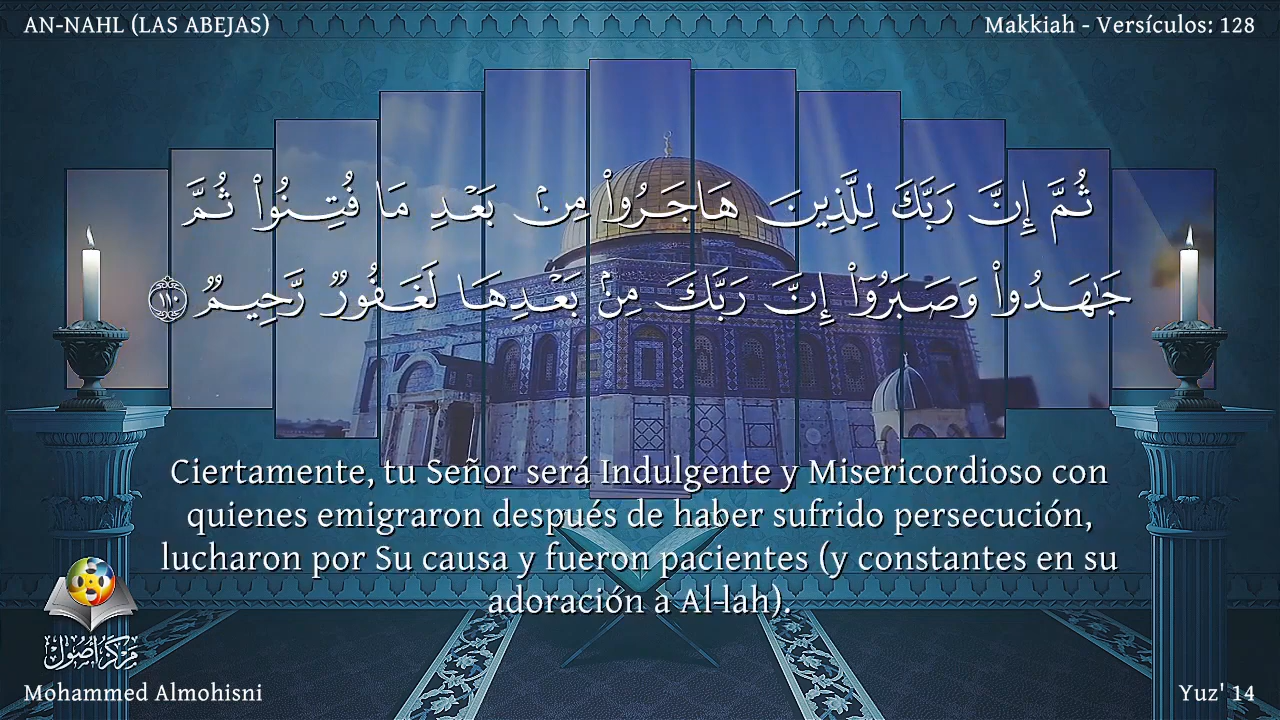 AN-NAHL (LAS ABEJAS)
Makkiah - Versículos: 128
ثُمَّ إِنَّ رَبَّكَ لِلَّذِينَ هَاجَرُوا۟ مِنۢ بَعْدِ مَا فُتِنُوا۟ ثُمَّ
جَٰهَدُوا۟ وَصَبَرُوٓا۟ إِنَّ رَبَّكَ مِنۢ بَعْدِهَا لَغَفُورٌ رَّحِيمٌ ١١٠
Ciertamente, tu Señor será Indulgente y Misericordioso con
quienes emigraron después de haber sufrido persecución,
lucharon por Su causa y fueron pacientes (y constantes en su
adoración a Al-lah).
مركز أصول
Mohammed Almohisni
Yuz' 14